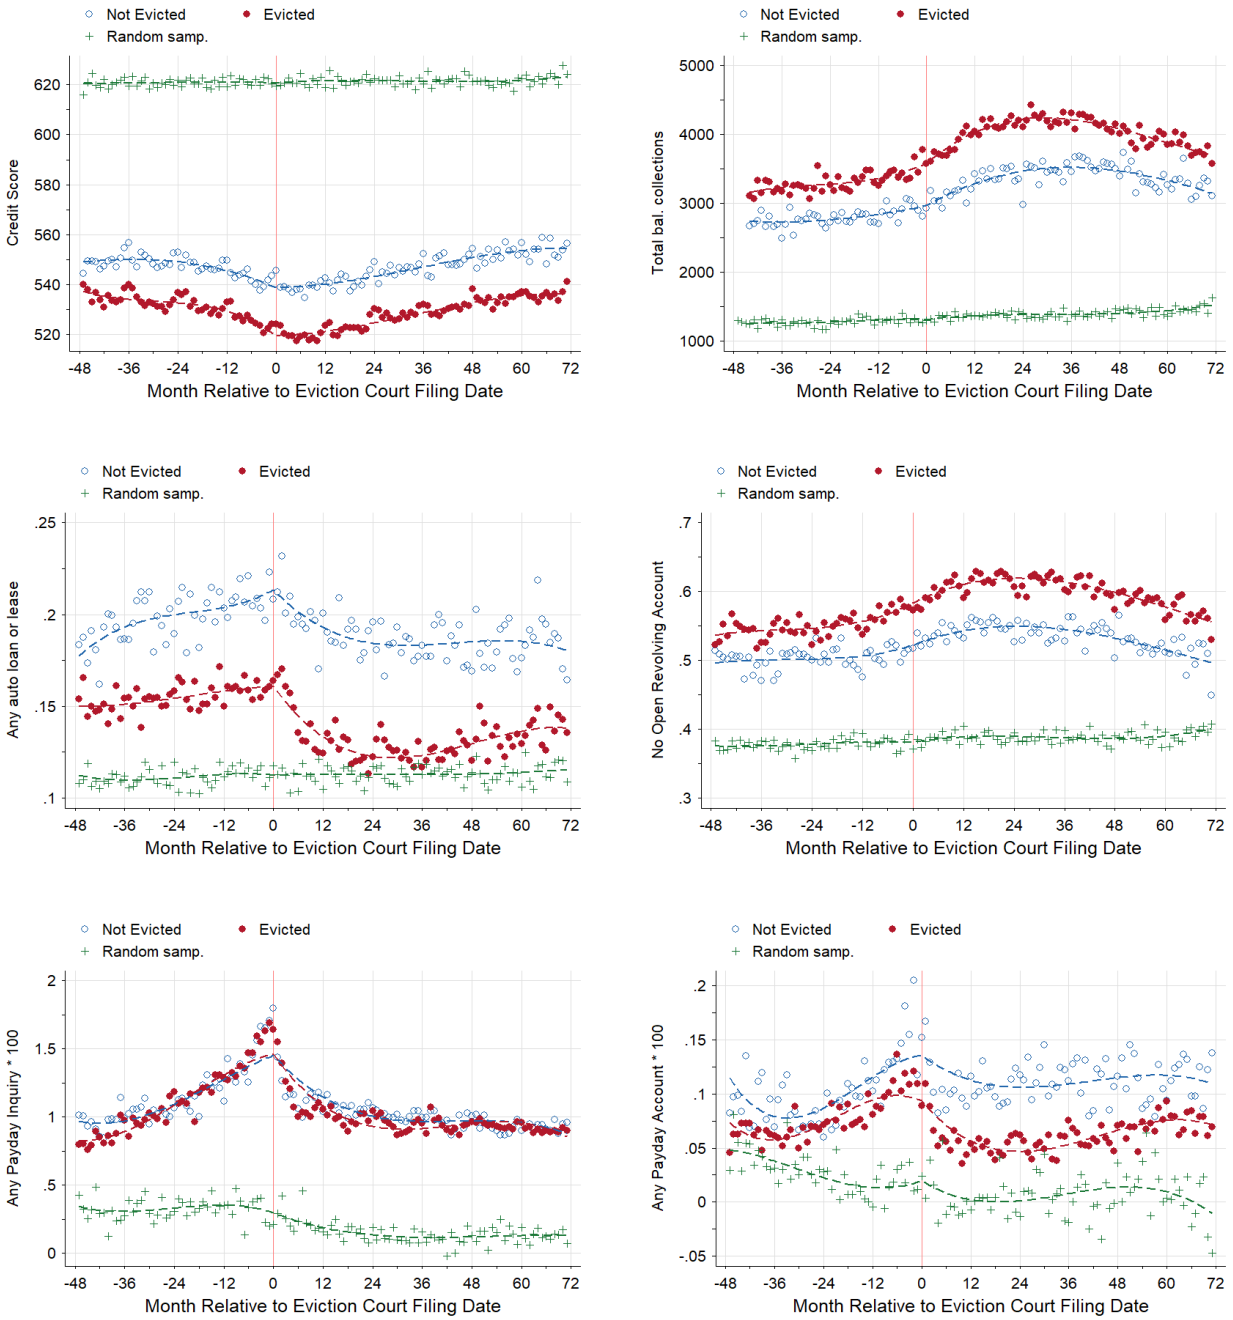 Not Evicted Evicted
Random samp.
620
600
580
560
540
520
Credit Score
-48 -36 -24 -12 0 12 24 36 48 60 72
Month Relative to Eviction Court Filing Date
Not Evicted Evicted
Random samp.
5000
4000
3000
2000
1000
Total bal. collections
-48 -36 -24 -12 0 12 24 36 48 60 72
Month Relative to Eviction Court Filing Date
Not Evicted Evicted
Random samp.
.25
.2
.15
.1
Any auto loan or lease
-48 -36 -24 -12 0 12 24 36 48 60 72
Month Relative to Eviction Court Filing Date
Not Evicted Evicted
Random samp.
.7
.6
.5
.4
.3
No Open Revolving Account
-48 -36 -24 -12 0 12 24 36 48 60 72
Month Relative to Eviction Court Filing Date
Not Evicted Evicted
Random samp.
2
1.5
1
.5
0
Any Payday Inquiry * 100
-48 -36 -24 -12 0 12 24 36 48 60 72
Month Relative to Eviction Court Filing Date
Not Evicted Evicted
Random samp.
.2
.15
.1
.05
0
-.05
Any Payday Account * 100
-48 -36 -24 -12 0 12 24 36 48 60 72
Month Relative to Eviction Court Filing Date